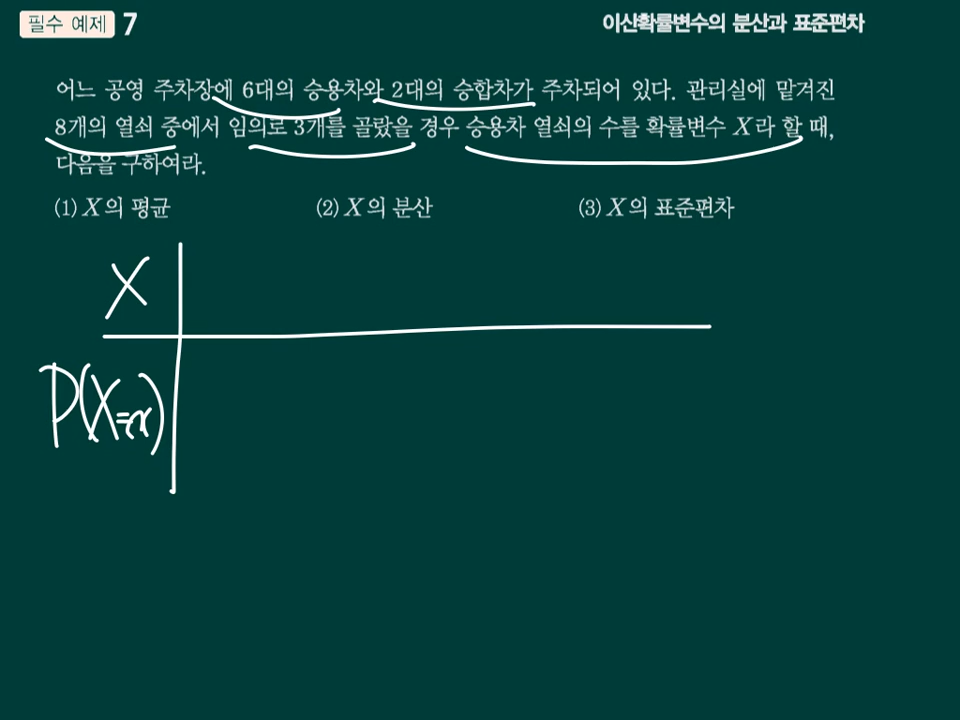 필수 예제 7
이산확률변수의 분산과 표준편차
어느 공영 주차장에 6대의 승용차와 2대의 승합차가 주차되어 있다. 관리실에 맡겨진
8개의 열쇠 중에서 임의로 3개를 골랐을 경우 승용차 열쇠의 수를 확률변수 X라 할 때,
다음을 구하여라.
(1) X의 평균 (2) X의 분산 (3) X의 표준편차
X
P(X=x)